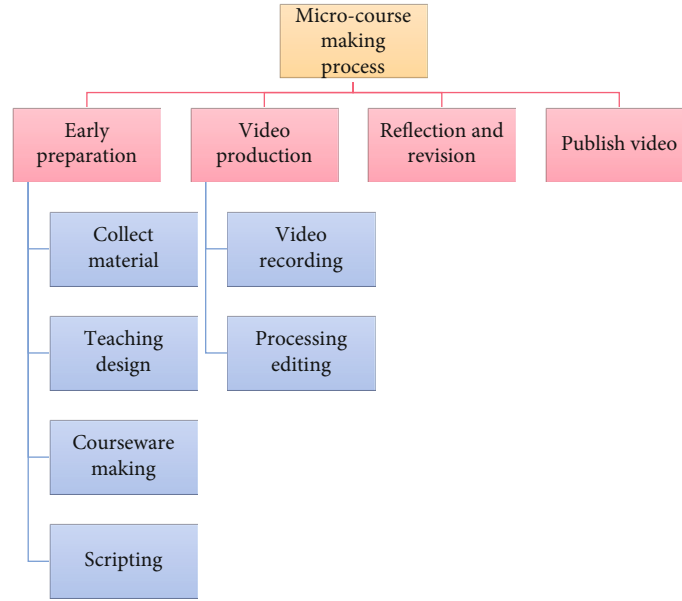 Micro-course
making
process
Early
preparation
Video
production
Reflection and
revision
Publish video
Collect
material
Video
recording
Teaching
design
Processing
editing
Courseware
making
Scripting